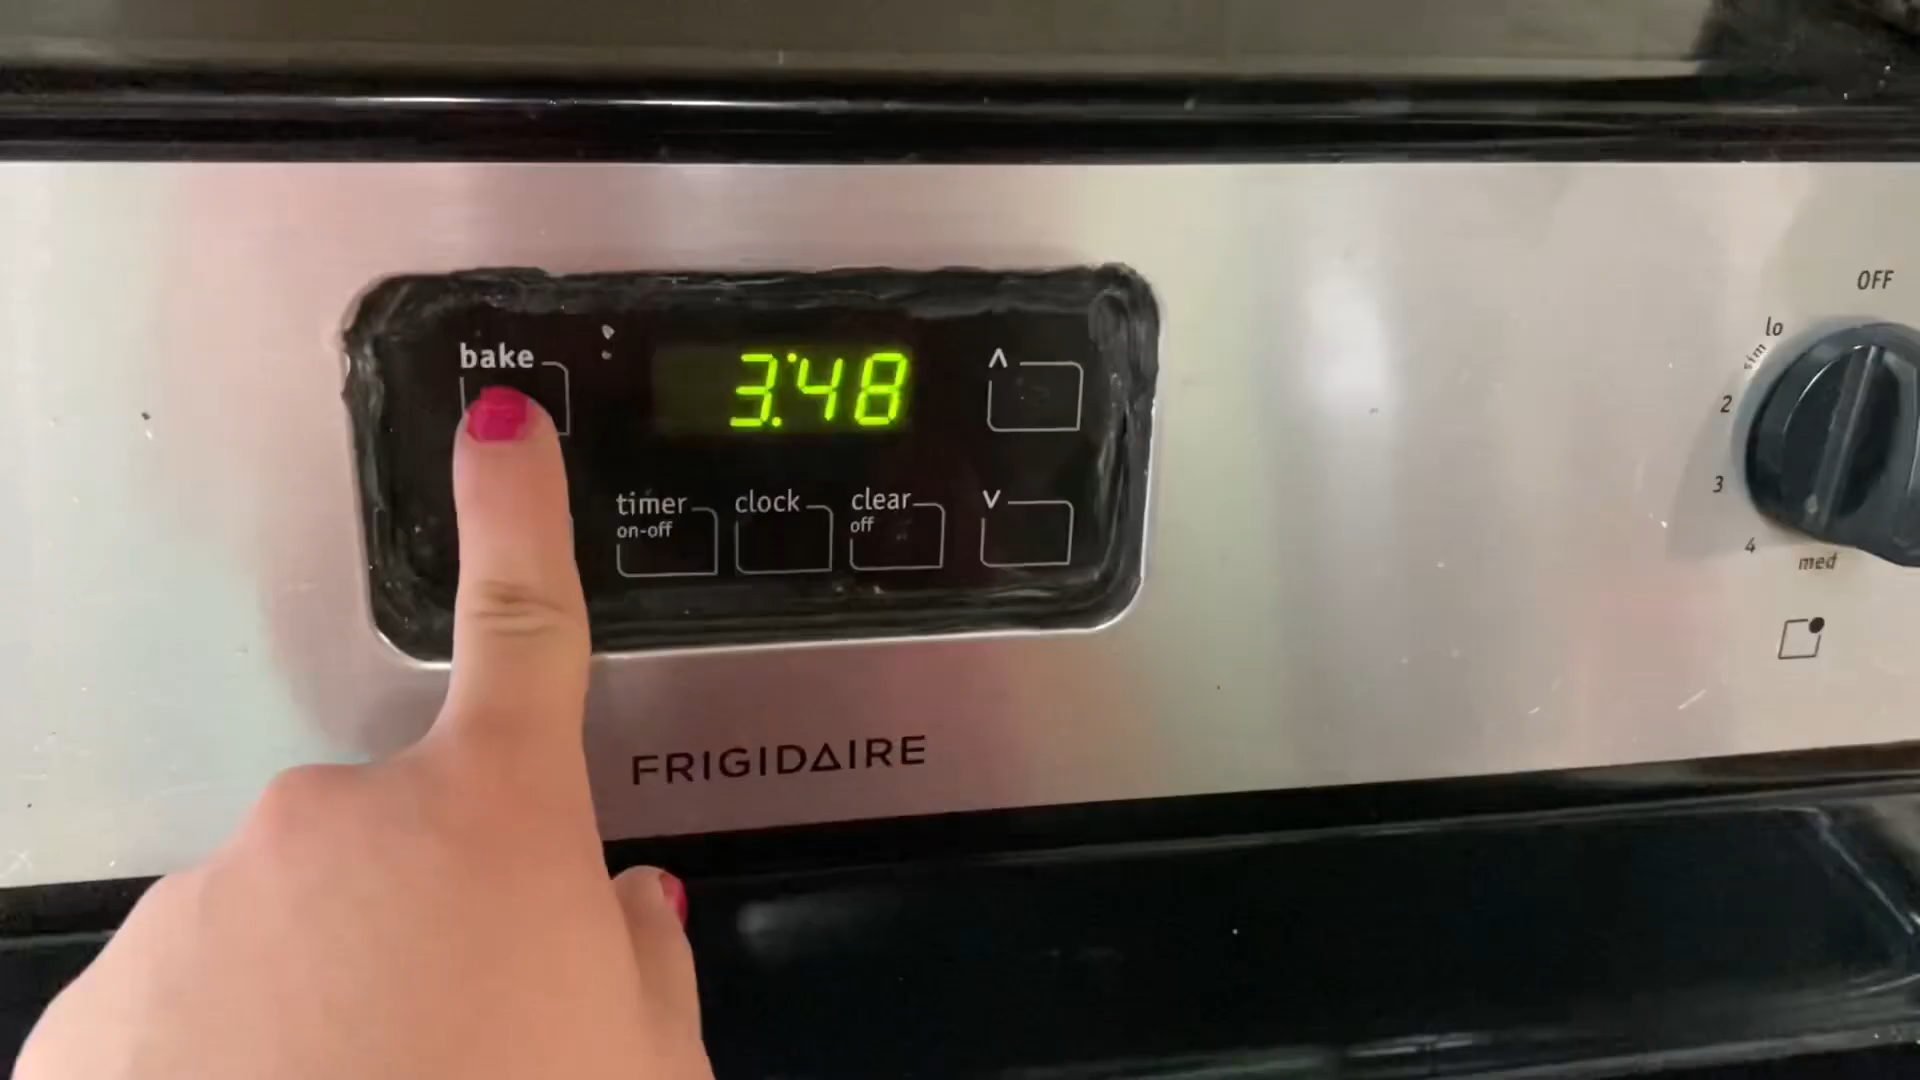 bake
3:48
^
timer
on-off
clock
clear
off
v
FRIGIDAIRE
OFF
lo
sim
2
3
4
med